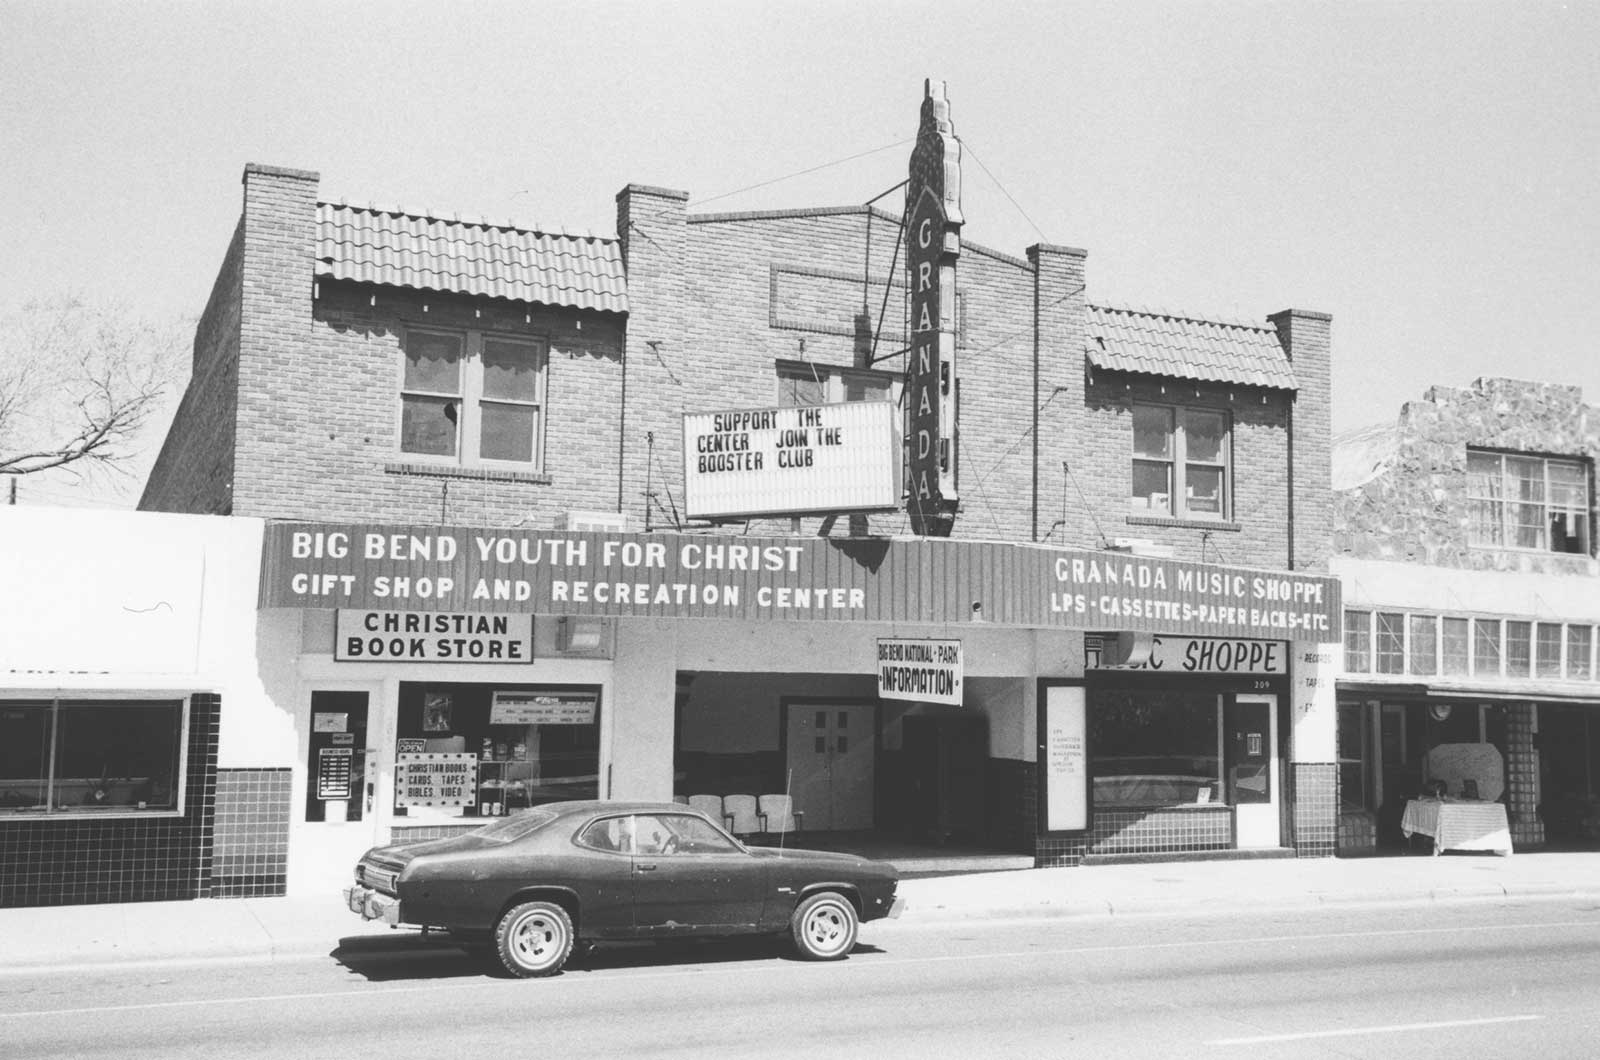 GRANADA
SUPPORT THE
CENTER JOIN THE
BOOSTER CLUB
BIG BEND YOUTH FOR CHRIST
GIFT SHOP AND RECREATION CENTER
GRANADA MUSIC SHOPPE
LPS-CASSETTES-PAPER BACKS-ETC
CHRISTIAN
BOOK STORE
BIG BEND NATIONAL-PARK
INFORMATION
SHOPPE
209
RECORDS
OPEN
CHRISTIAN BOOKS
CARDS, TAPES
BIBLES, VIDEO